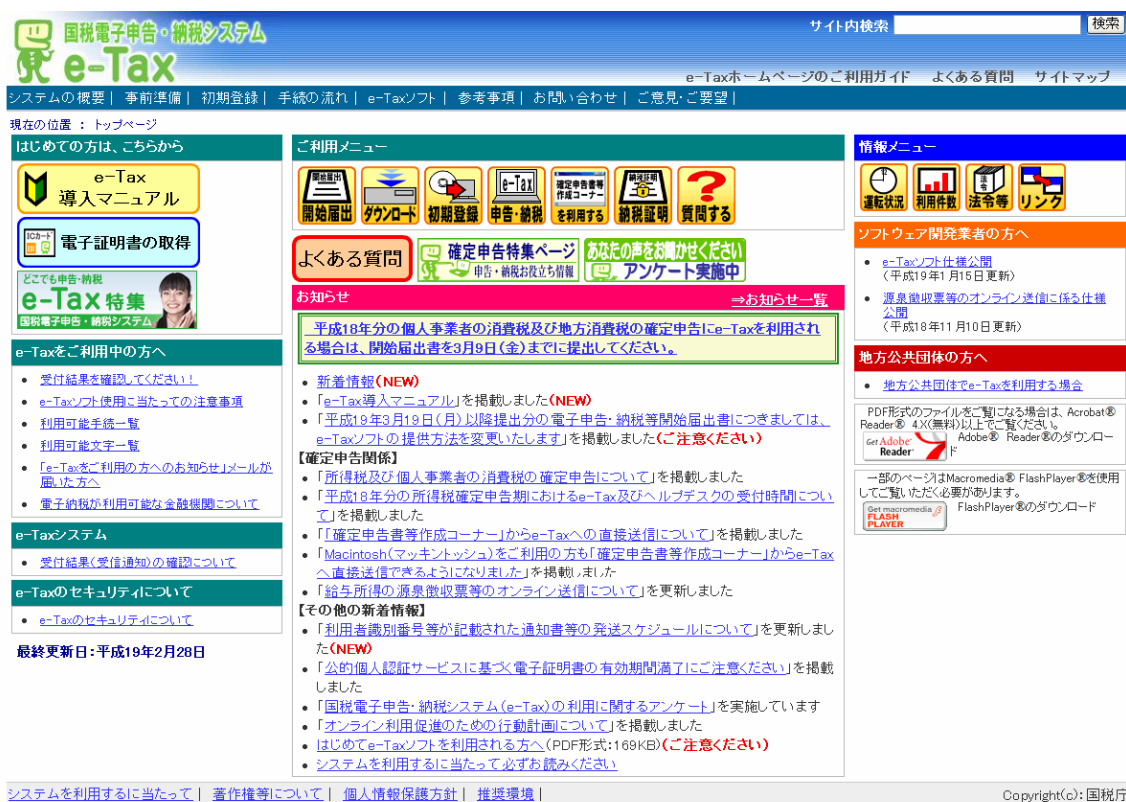 国税電子申告・納税システム
e-Tax
サイト内検索
検索
e-Taxホームページのご利用ガイド よくある質問 サイトマップ
システムの概要| 事前準備| 初期登録| 手続の流れ| e-Taxソフト| 参考事項| お問い合わせ| ご意見・ご要望|
現在の位置 : トップページ
はじめての方は、こちらから
e-Tax
導入マニュアル
ICカード
電子証明書の取得
どこでも申告・納税
e-Tax特集
国税電子申告・納税システム
e-Taxをご利用中の方へ
受付結果を確認してください!
e-Taxソフト使用に当たっての注意事項
利用可能手続一覧
利用可能文字一覧
「e-Taxをご利用の方へのお知らせ」メールが
届いた方へ
電子納税が利用可能な金融機関について
e-Taxシステム
受付結果(受信通知)の確認について
e-Taxのセキュリティについて
e-Taxのセキュリティについて
最終更新日:平成19年2月28日
ご利用メニュー
開始届出
開始届出
ダウンロード
初期登録
e-Tax
申告・納税
確定申告書等
作成コーナー
を利用する
納税証明
納税証明
質問する
よくある質問
確定申告特集ページ
申告・納税お役立ち情報
あなたの声をお聞かせください
アンケート実施中
お知らせ
⇒お知らせ一覧
平成18年分の個人事業者の消費税及び地方消費税の確定申告にe-Taxを利用され
る場合は、開始届出書を3月9日(金)までに提出してください。
新着情報(NEW)
「e-Tax導入マニュアル」を掲載しました(NEW)
「平成19年3月19日(月)以降提出分の電子申告・納税等開始届出書につきましては、
e-Taxソフトの提供方法を変更いたします」を掲載しました(ご注意ください)
【確定申告関係】
「所得税及び個人事業者の消費税の確定申告について」を掲載しました
「平成18年分の所得税確定申告期におけるe-Tax及びヘルプデスクの受付時間につい
て」を掲載しました
「「確定申告書等作成コーナー」からe-Taxへの直接送信について」を掲載しました
「Macintosh(マッキントッシュ)をご利用の方も「確定申告書等作成コーナー」からe-Tax
へ直接送信できるようになりました」を掲載しました
「給与所得の源泉徴収票等のオンライン送信について」を更新しました
【その他の新着情報】
「利用者識別番号等が記載された通知書等の発送スケジュールについて」を更新しまし
た(NEW)
「公的個人認証サービスに基づく電子証明書の有効期間満了にご注意ください」を掲載
しました
「国税電子申告・納税システム(e-Tax)の利用に関するアンケート」を実施しています
「オンライン利用促進のための行動計画について」を掲載しました
はじめてe-Taxソフトを利用される方へ(PDF形式:169KB)(ご注意ください)
システムを利用するに当たって必ずお読みください
情報メニュー
運転状況
利用件数
法令
法令等
リンク
ソフトウェア開発業者の方へ
e-Taxソフト仕様公開
(平成19年1月15日更新)
源泉徴収票等のオンライン送信に係る仕様
公開
(平成18年11月10日更新)
地方公共団体の方へ
地方公共団体でe-Taxを利用する場合
PDF形式のファイルをご覧になる場合は、Acrobat®
Reader® 4.X(無料)以上でご覧ください。
Get Adobe
Reader
Adobe® Reader®のダウンロー
ド
一部のページはMacromedia® FlashPlayer®を使用
してご覧いただく必要があります。
Get macromedia
FLASH
PLAYER
FlashPlayer®のダウンロード
システムを利用するに当たって| 著作権等について| 個人情報保護方針| 推奨環境|
Copyright(c):国税庁